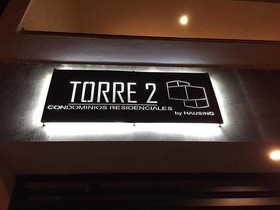 TORRE 2
CONDOMINIOS RESIDENCIALES
by HAUSING